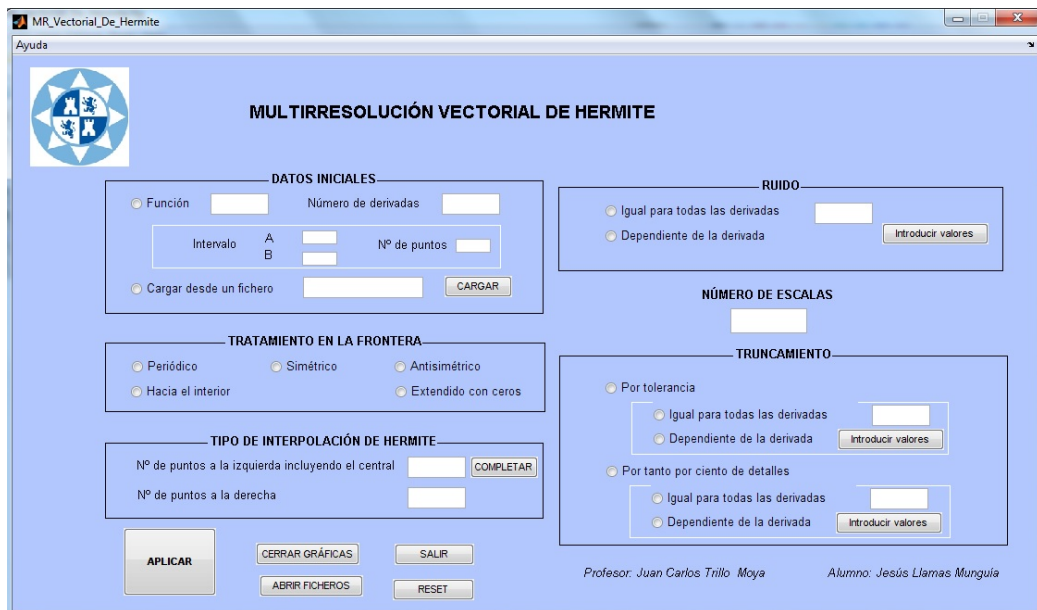 MR_Vectorial_De_Hermite
Ayuda
MULTIRRESOLUCIÓN VECTORIAL DE HERMITE
DATOS INICIALES
Función
Número de derivadas
Intervalo
A
B
Nº de puntos
Cargar desde un fichero
CARGAR
TRATAMIENTO EN LA FRONTERA
Periódico
Simétrico
Antisimétrico
Hacia el interior
Extendido con ceros
TIPO DE INTERPOLACIÓN DE HERMITE
Nº de puntos a la izquierda incluyendo el central
COMPLETAR
Nº de puntos a la derecha
APLICAR
CERRAR GRÁFICAS
SALIR
ABRIR FICHEROS
RESET
RUIDO
Igual para todas las derivadas
Dependiente de la derivada
Introducir valores
NÚMERO DE ESCALAS
TRUNCAMIENTO
Por tolerancia
Igual para todas las derivadas
Dependiente de la derivada
Introducir valores
Por tanto por ciento de detalles
Igual para todas las derivadas
Dependiente de la derivada
Introducir valores
Profesor: Juan Carlos Trillo Moya
Alumno: Jesús Llamas Munguía